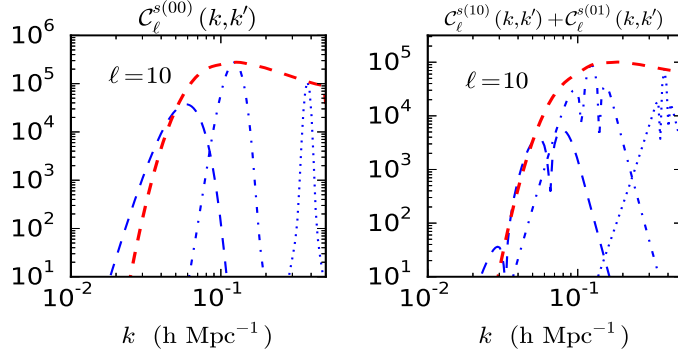 𝒞_ℓ^{s(00)}(k,k′)
10^6
10^5
10^4
10^3
10^2
10^1
ℓ=10
10^-2
10^-1
k (h Mpc^-1)
𝒞_ℓ^{s(10)}(k,k′)+𝒞_ℓ^{s(01)}(k,k′)
10^5
10^4
10^3
10^2
10^1
ℓ=10
10^-2
10^-1
k (h Mpc^-1)